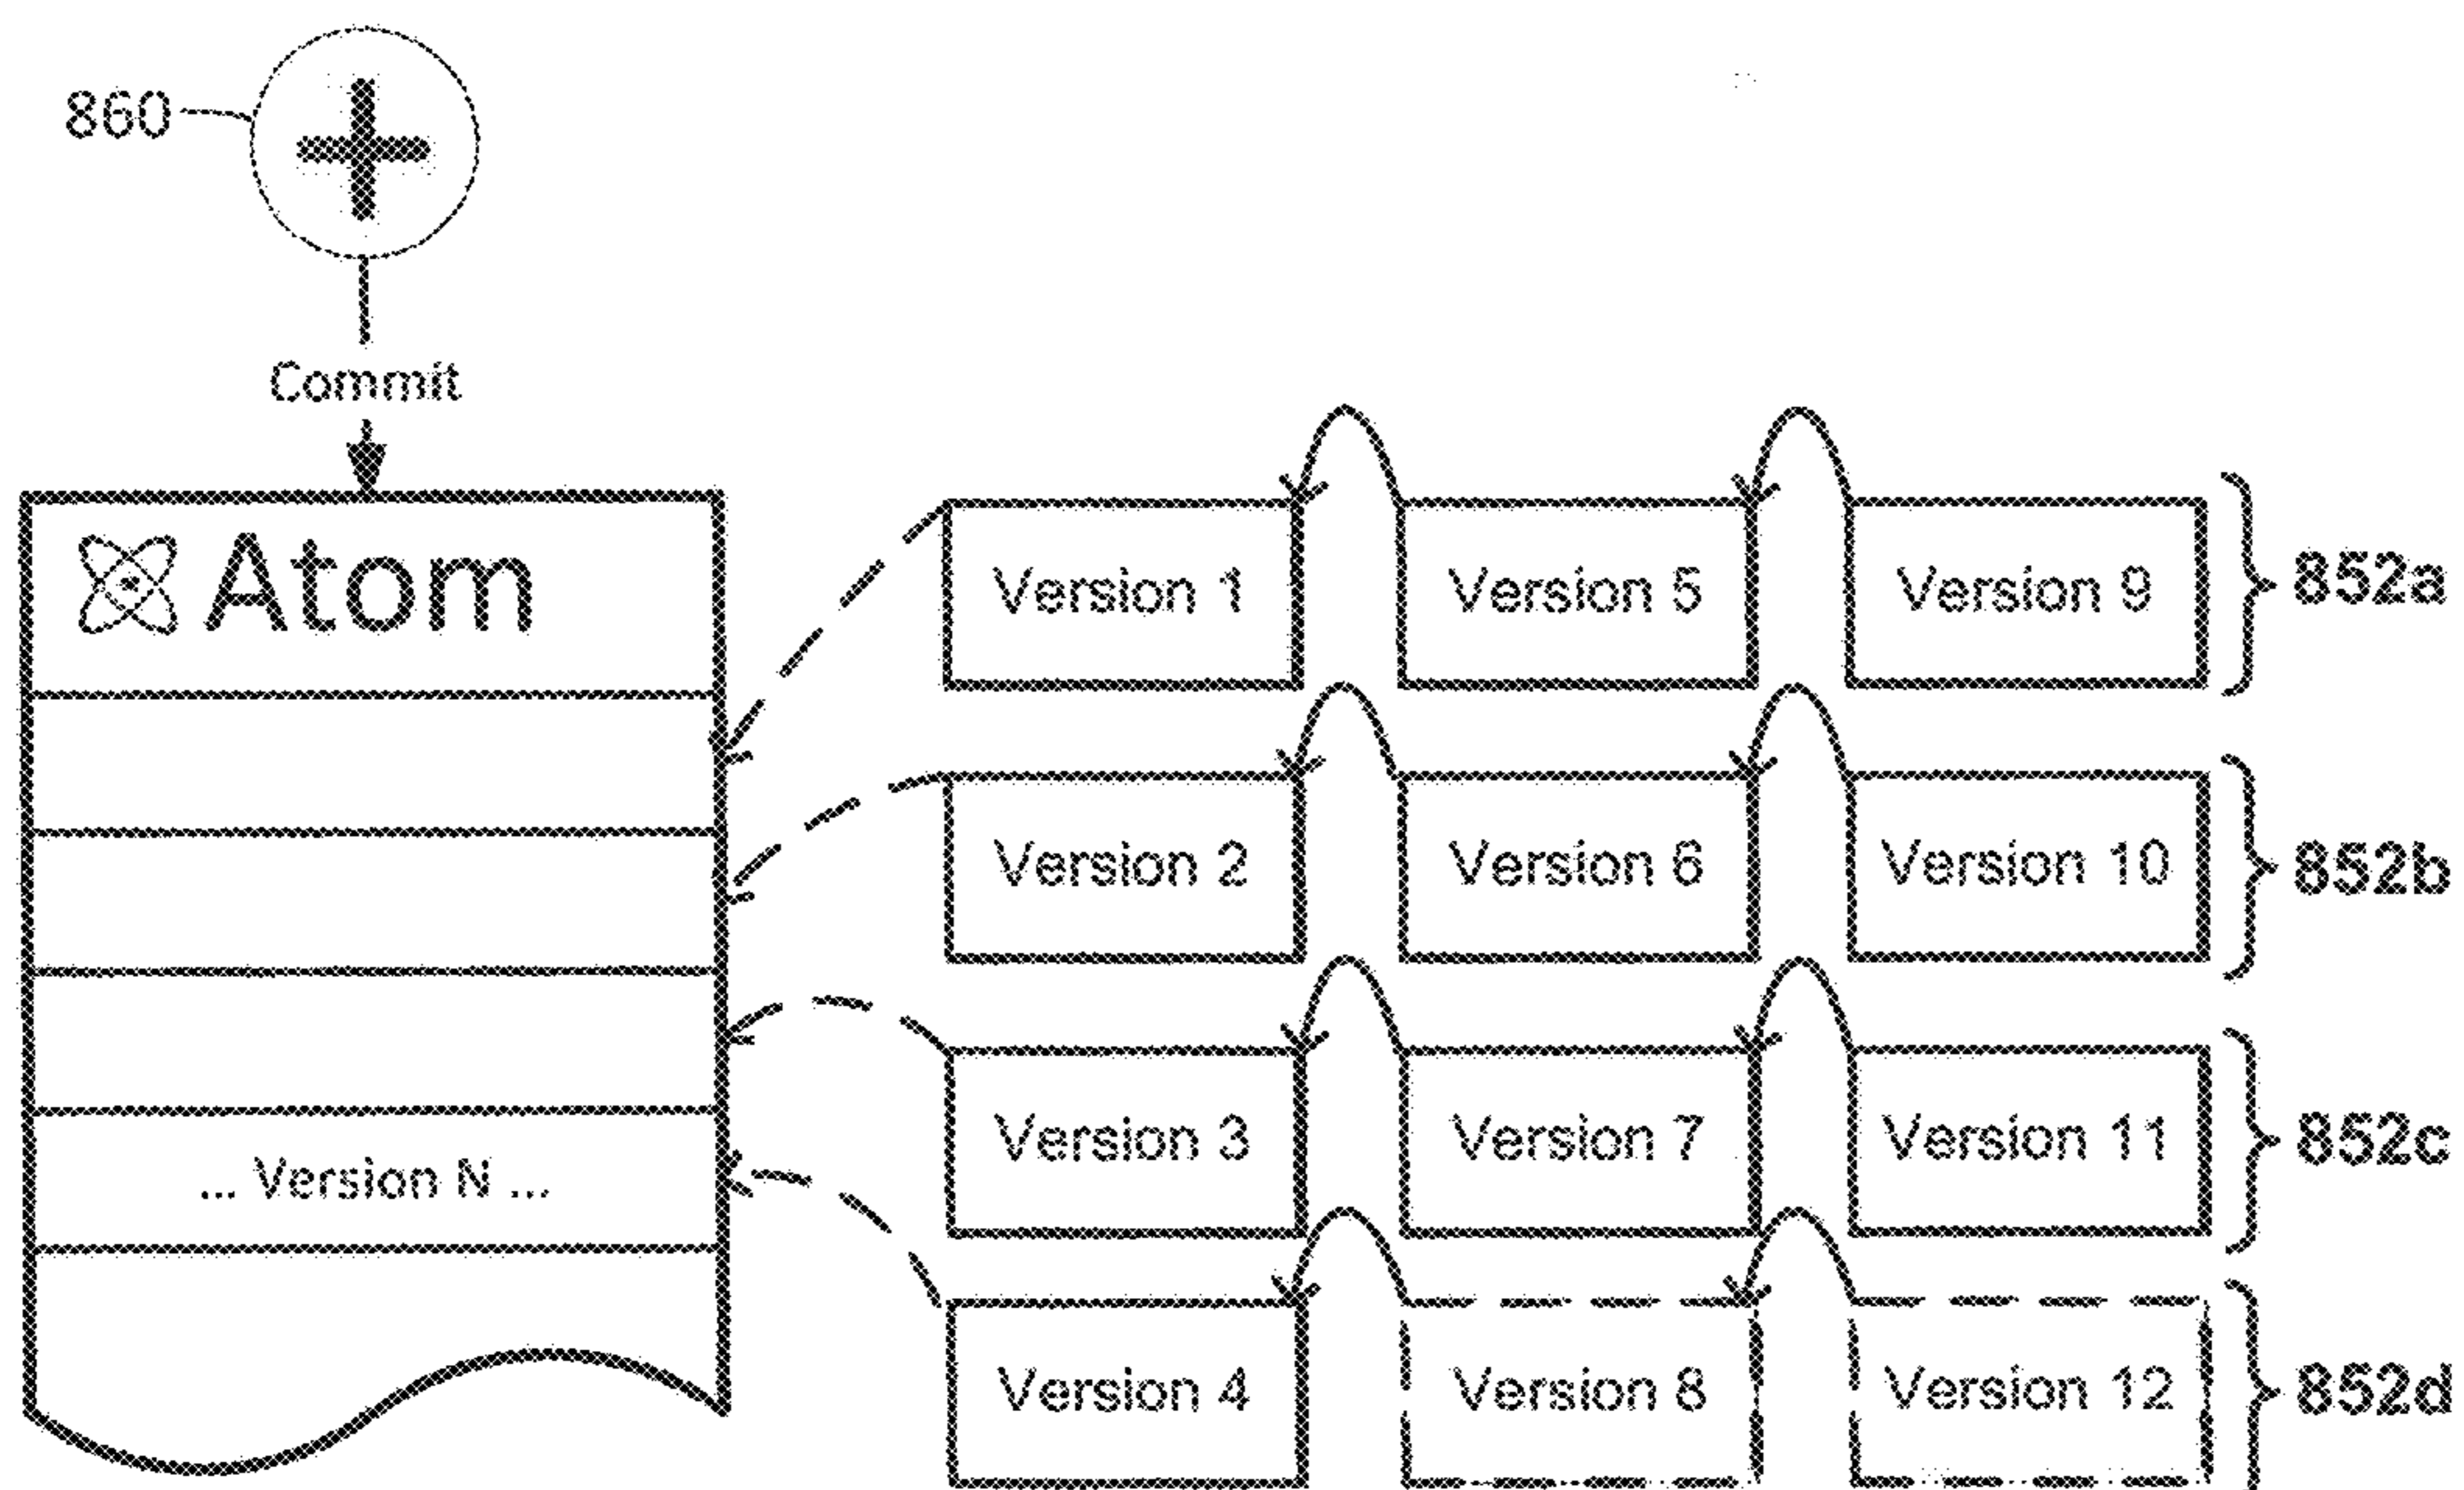 860
Commit
Atom
Version 1 Version 5 Version 9 852a
Version 2 Version 6 Version 10 852b
Version 3 Version 7 Version 11 852c
... Version N ...
Version 4 Version 8 Version 12 852d